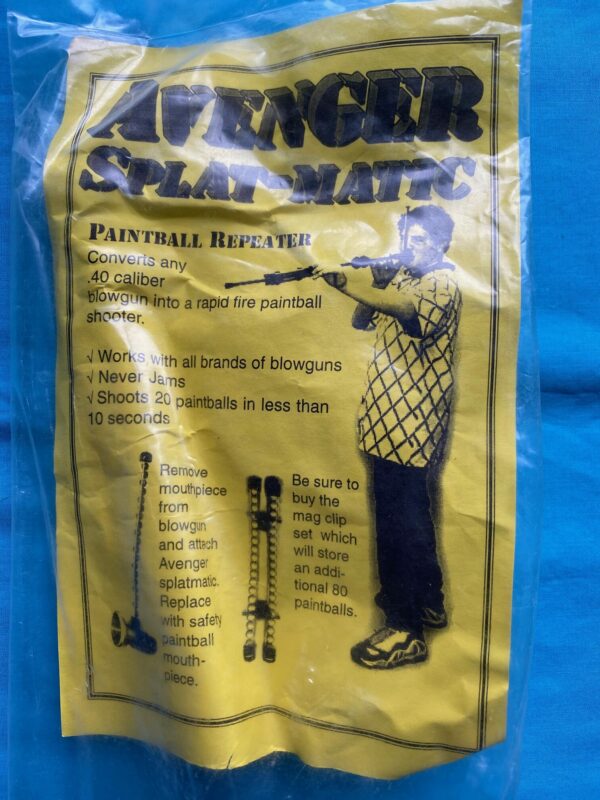 AVENGER
SPLAT-MATIC
PAINTBALL REPEATER
Converts any
.40 caliber
blowgun into a rapid fire paintball
shooter.
√ Works with all brands of blowguns
√ Never Jams
√ Shoots 20 paintballs in less than
10 seconds
Remove
mouthpiece
from
blowgun
and attach
Avenger
splatmatic.
Replace
with safety
paintball
mouth-
piece.
Be sure to
buy the
mag clip
set which
will store
an addi-
tional 80
paintballs.